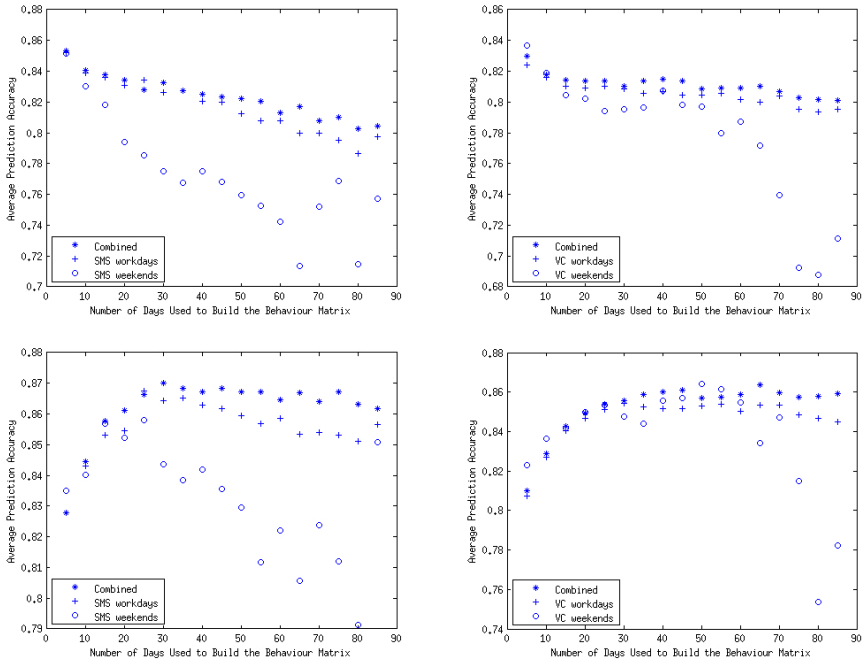 0.88
0.86
0.84
0.82
0.8
0.78
0.76
0.74
0.72
0.7
0 10 20 30 40 50 60 70 80 90
Average Prediction Accuracy
Number of Days Used to Build the Behaviour Matrix
Combined
SMS workdays
SMS weekends
0.86
0.84
0.82
0.8
0.78
0.76
0.74
0.72
0.7
0.68
0 10 20 30 40 50 60 70 80 90
Average Prediction Accuracy
Number of Days Used to Build the Behaviour Matrix
Combined
VC workdays
VC weekends
0.88
0.87
0.86
0.85
0.84
0.83
0.82
0.81
0.8
0.79
0 10 20 30 40 50 60 70 80 90
Average Prediction Accuracy
Number of Days Used to Build the Behaviour Matrix
Combined
SMS workdays
SMS weekends
0.88
0.86
0.84
0.82
0.8
0.78
0.76
0.74
0 10 20 30 40 50 60 70 80 90
Average Prediction Accuracy
Number of Days Used to Build the Behaviour Matrix
Combined
VC workdays
VC weekends